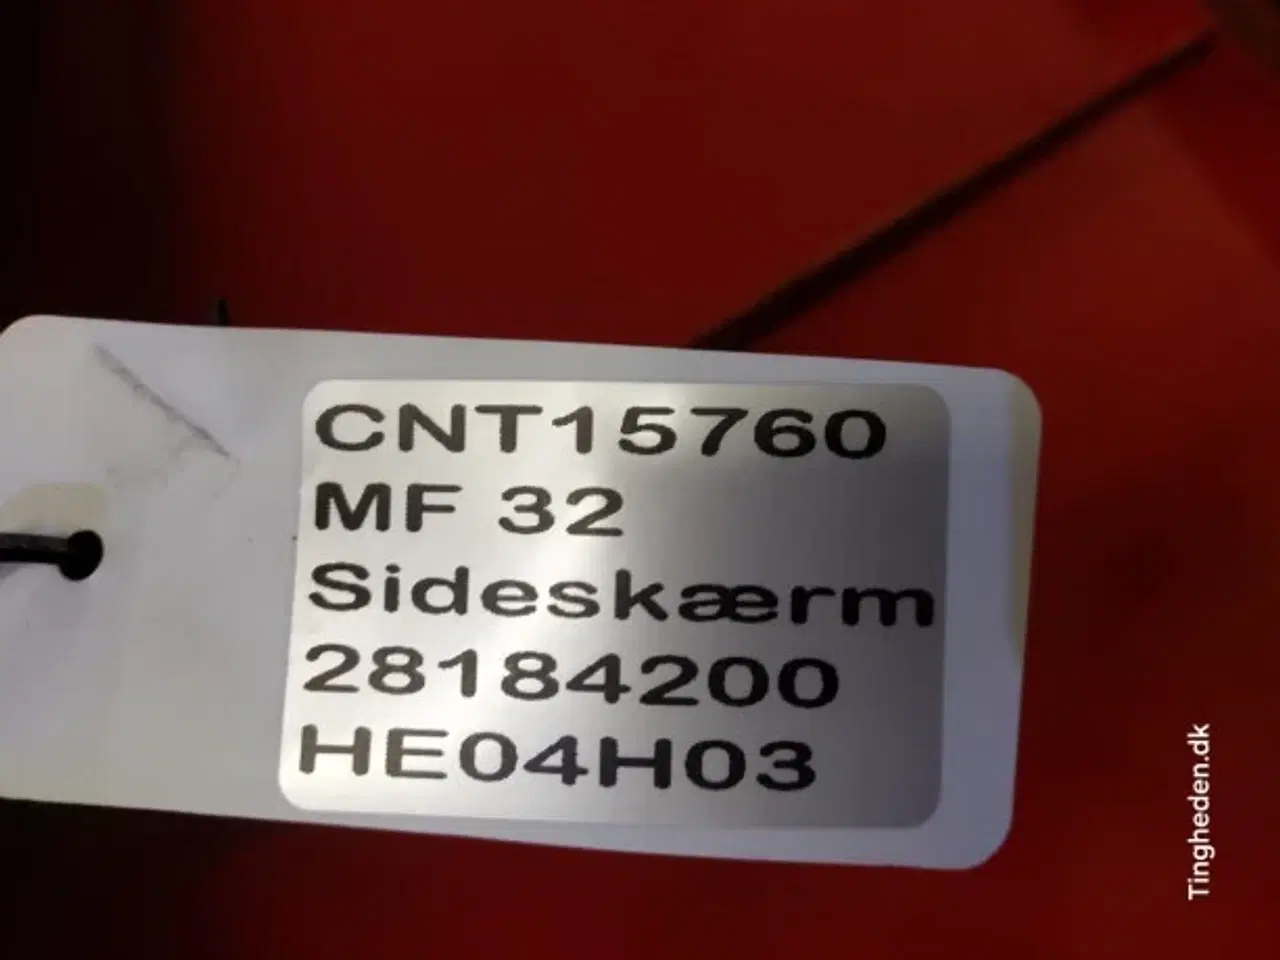 CNT15760
MF 32
Sideskærm
28184200
HE04H03
Tingheden.dk